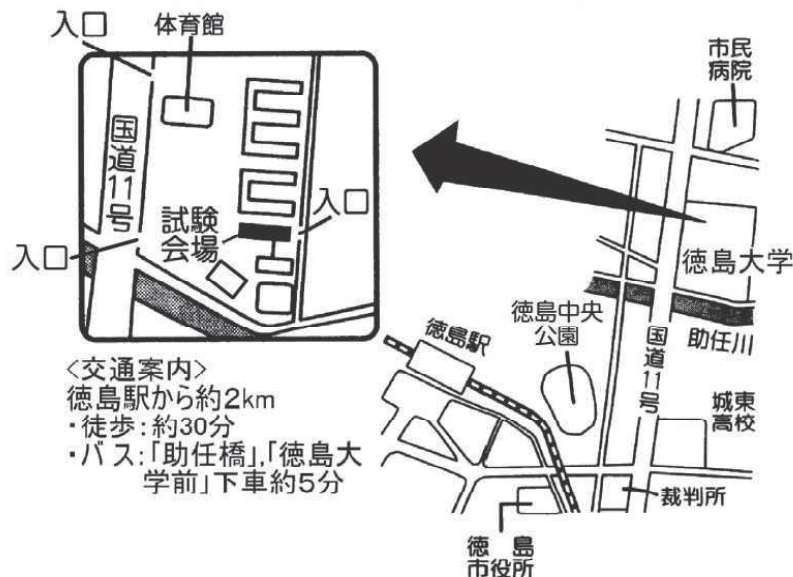 入口
体育館
国道11号
試験
会場
入口
入口
市民
病院
徳島大学
助任川
徳島中央
公園
徳島駅
国道11号
城東
高校
裁判所
徳島
市役所
<交通案内>
徳島駅から約2km
・徒歩:約30分
・バス:「助任橋」,「徳島大
学前」下車約5分